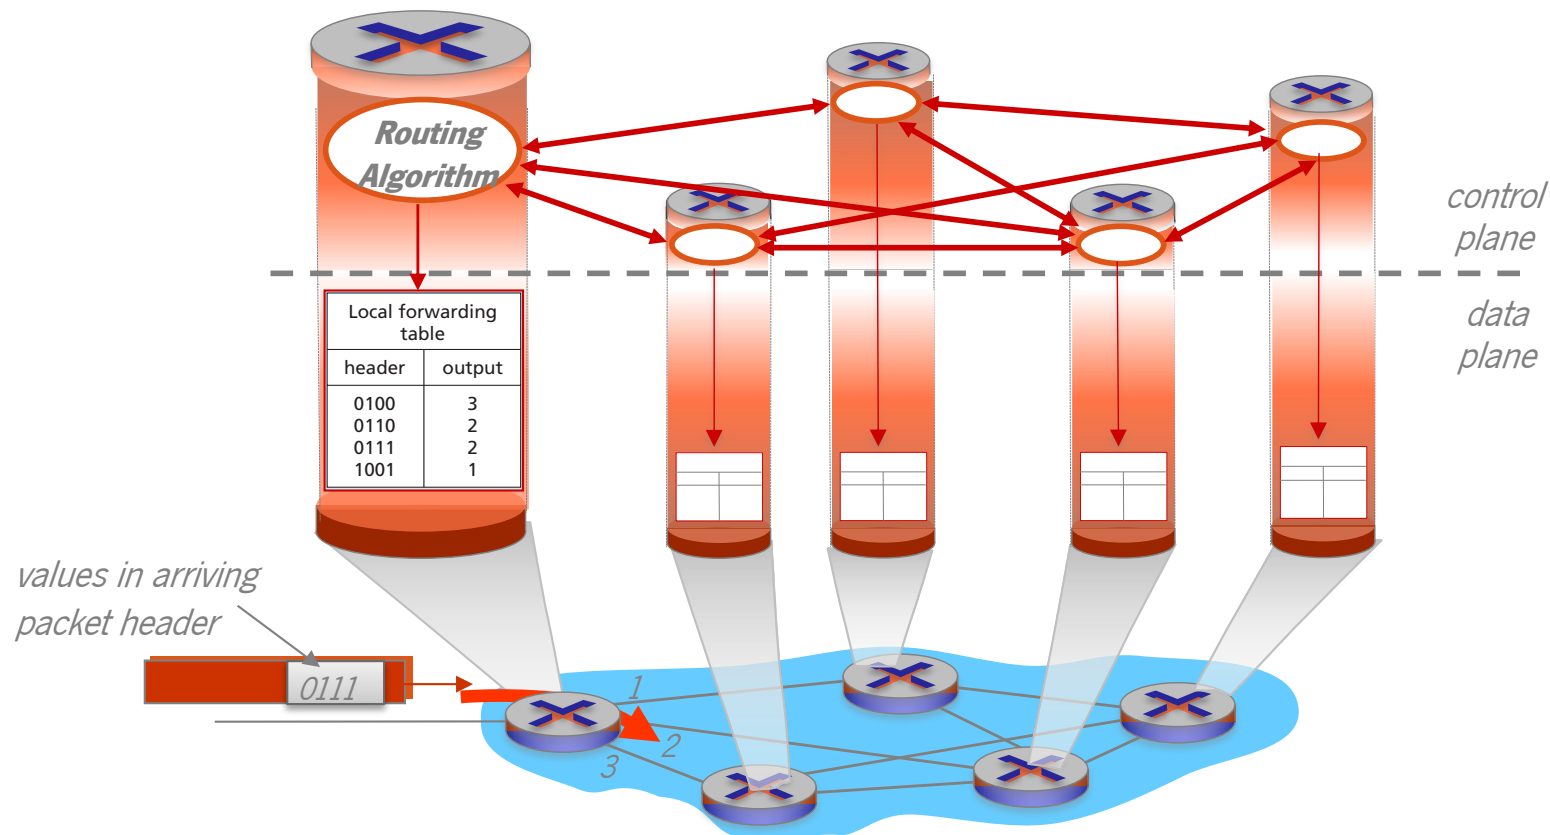 Routing
Algorithm
control
plane
data
plane
Local forwarding
table
header output
0100 3
0110 2
0111 2
1001 1
values in arriving
packet header
0111
1
2
3